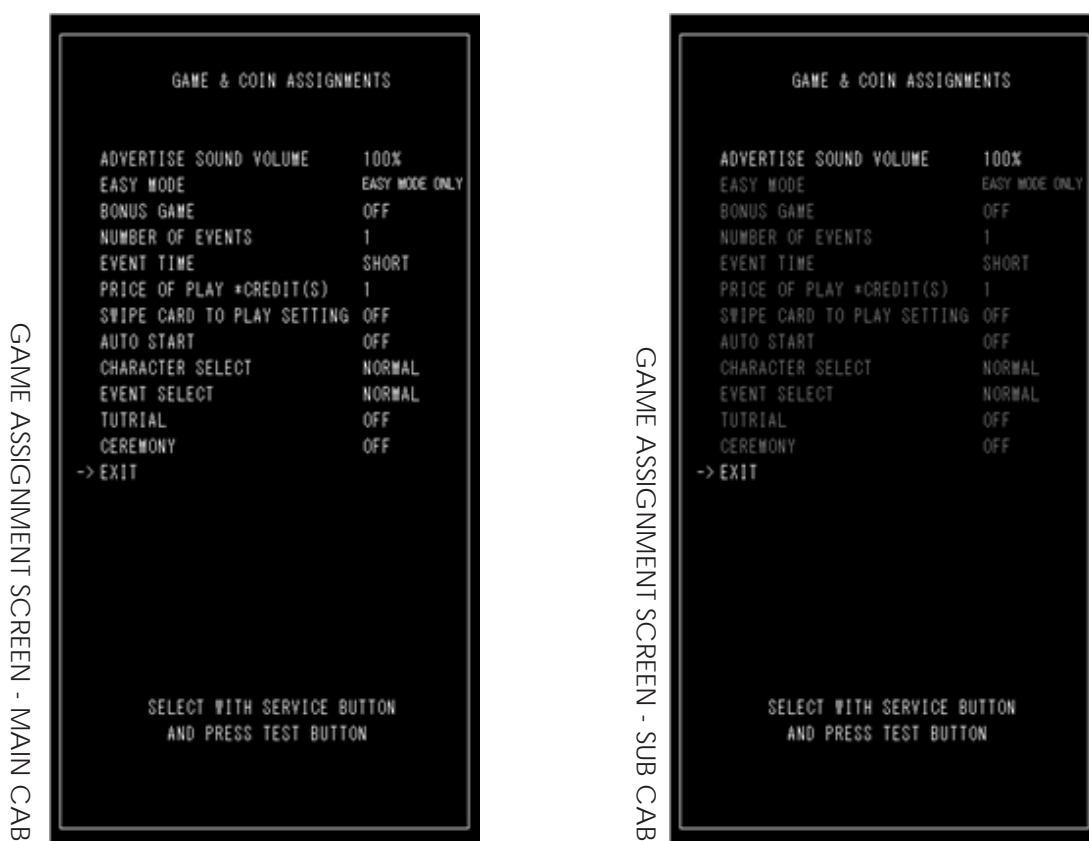 GAME ASSIGNMENT SCREEN - MAIN CAB
GAME & COIN ASSIGNMENTS
ADVERTISE SOUND VOLUME 100%
EASY MODE EASY MODE ONLY
BONUS GAME OFF
NUMBER OF EVENTS 1
EVENT TIME SHORT
PRICE OF PLAY *CREDIT(S) 1
SWIPE CARD TO PLAY SETTING OFF
AUTO START OFF
CHARACTER SELECT NORMAL
EVENT SELECT NORMAL
TUTRIAL OFF
CEREMONY OFF
-> EXIT
SELECT WITH SERVICE BUTTON
AND PRESS TEST BUTTON
GAME ASSIGNMENT SCREEN - SUB CAB
GAME & COIN ASSIGNMENTS
ADVERTISE SOUND VOLUME 100%
EASY MODE EASY MODE ONLY
BONUS GAME OFF
NUMBER OF EVENTS 1
EVENT TIME SHORT
PRICE OF PLAY *CREDIT(S) 1
SWIPE CARD TO PLAY SETTING OFF
AUTO START OFF
CHARACTER SELECT NORMAL
EVENT SELECT NORMAL
TUTRIAL OFF
CEREMONY OFF
-> EXIT
SELECT WITH SERVICE BUTTON
AND PRESS TEST BUTTON